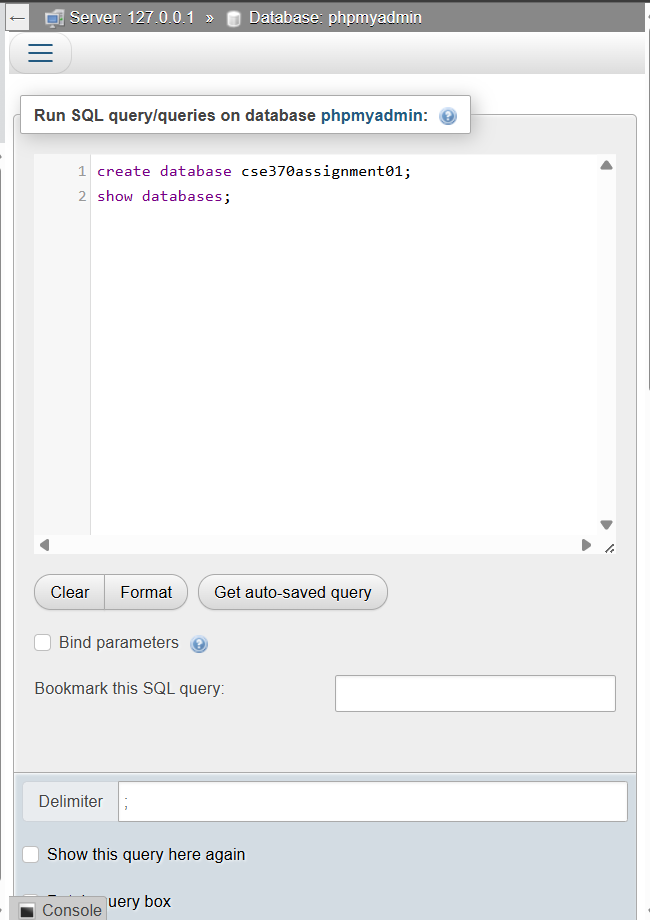 ← Server: 127.0.0.1 » Database: phpmyadmin
Run SQL query/queries on database phpmyadmin:
1 create database cse370assignment01;
2 show databases;
Clear Format Get auto-saved query
Bind parameters
Bookmark this SQL query:
Delimiter ;
Show this query here again
query box
Console